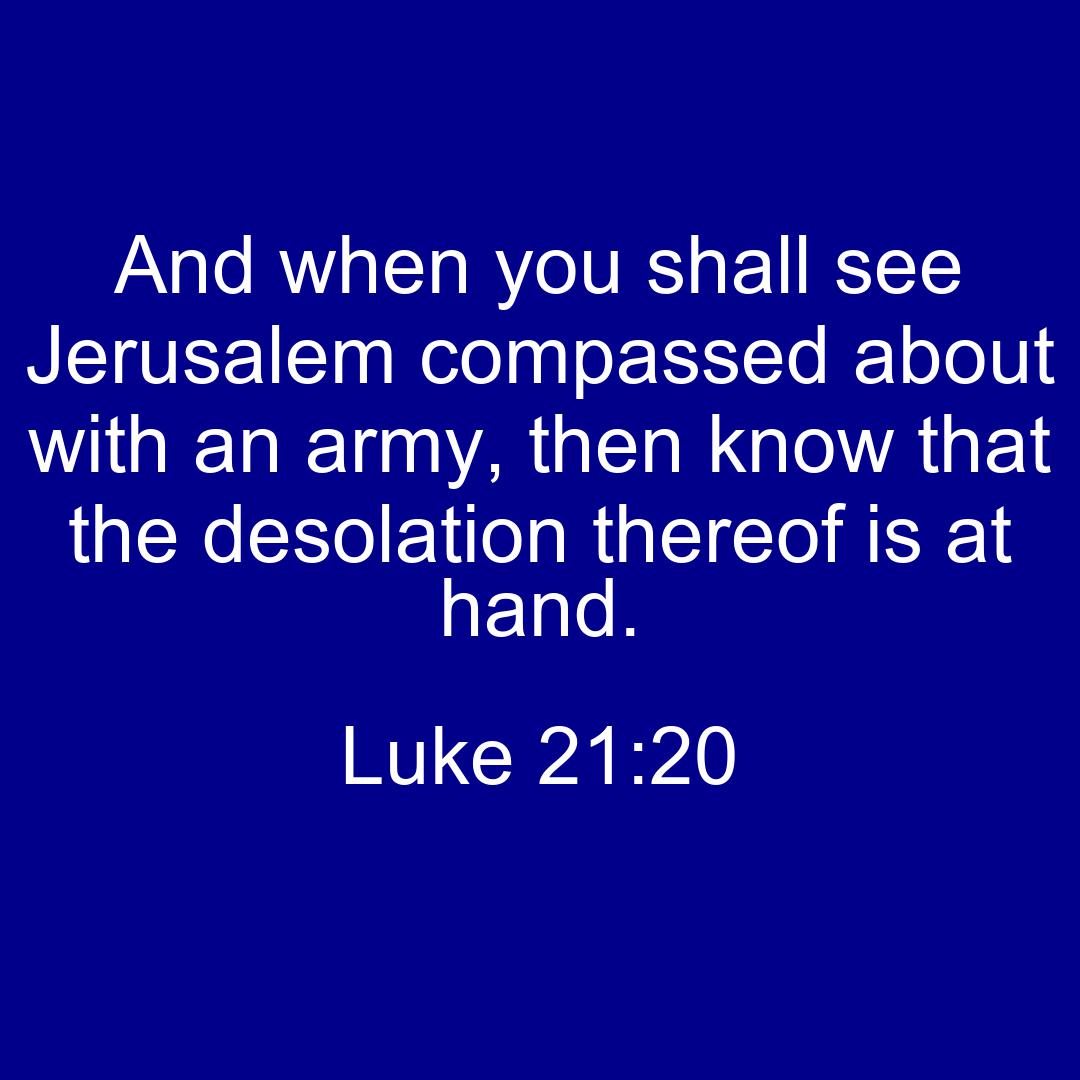 And when you shall see
Jerusalem compassed about
with an army, then know that
the desolation thereof is at
hand.
Luke 21:20